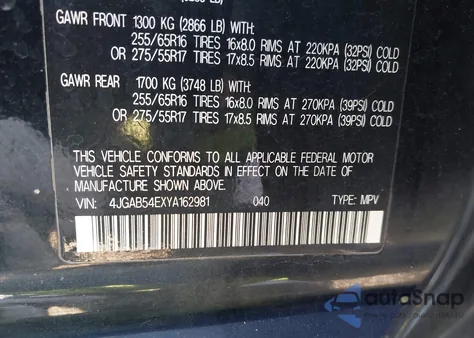 GAWR FRONT 1300 KG (2866 LB) WITH:
255/65R16 TIRES 16x8.0 RIMS AT 220KPA (32PSI) COLD
OR 275/55R17 TIRES 17x8.5 RIMS AT 220KPA (32PSI) COLD
GAWR REAR 1700 KG (3748 LB) WITH:
255/65R16 TIRES 16x8.0 RIMS AT 270KPA (39PSI) COLD
OR 275/55R17 TIRES 17x8.5 RIMS AT 270KPA (39PSI) COLD
THIS VEHICLE CONFORMS TO ALL APPLICABLE FEDERAL MOTOR
VEHICLE SAFETY STANDARDS IN EFFECT ON THE DATE OF
MANUFACTURE SHOWN ABOVE.
VIN: 4JGAB54EXYA162981 040 TYPE: MPV
autoSnap